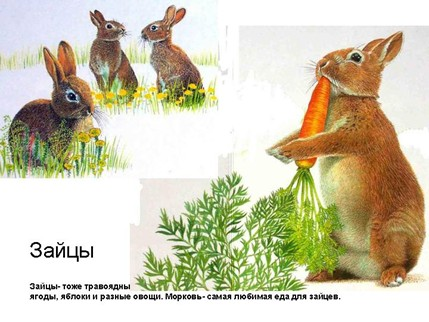 Зайцы
Зайцы- тоже травоядны
ягоды, яблоки и разные овощи. Морковь- самая любимая еда для зайцев.